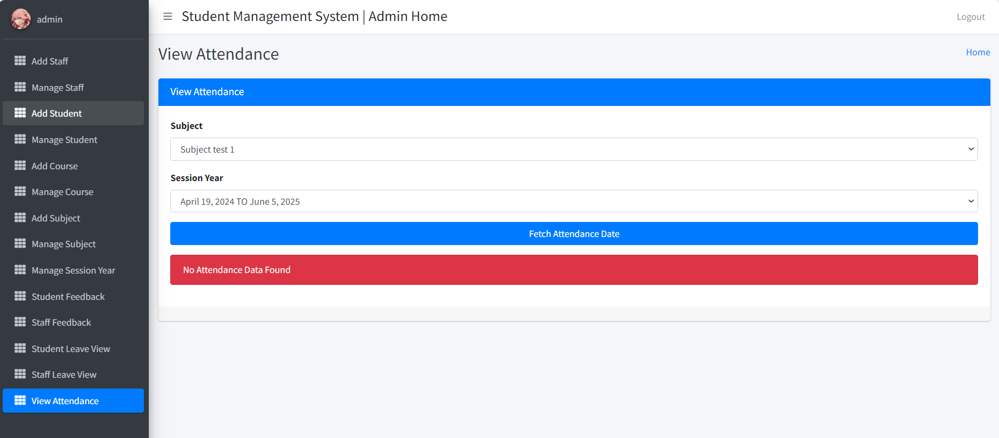 admin
Add Staff
Manage Staff
Add Student
Manage Student
Add Course
Manage Course
Add Subject
Manage Subject
Manage Session Year
Student Feedback
Staff Feedback
Student Leave View
Staff Leave View
View Attendance
Student Management System | Admin Home
Logout
View Attendance
Home
View Attendance
Subject
Subject test 1
Session Year
April 19, 2024 TO June 5, 2025
Fetch Attendance Date
No Attendance Data Found